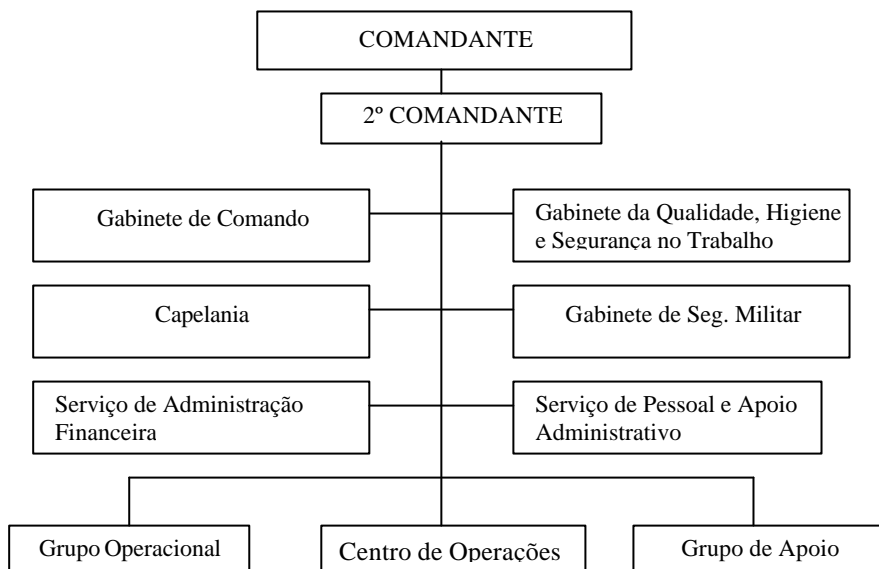 COMANDANTE
2º COMANDANTE
Gabinete de Comando
Gabinete da Qualidade, Higiene
e Segurança no Trabalho
Capelania
Gabinete de Seg. Militar
Serviço de Administração
Financeira
Serviço de Pessoal e Apoio
Administrativo
Grupo Operacional
Centro de Operações
Grupo de Apoio